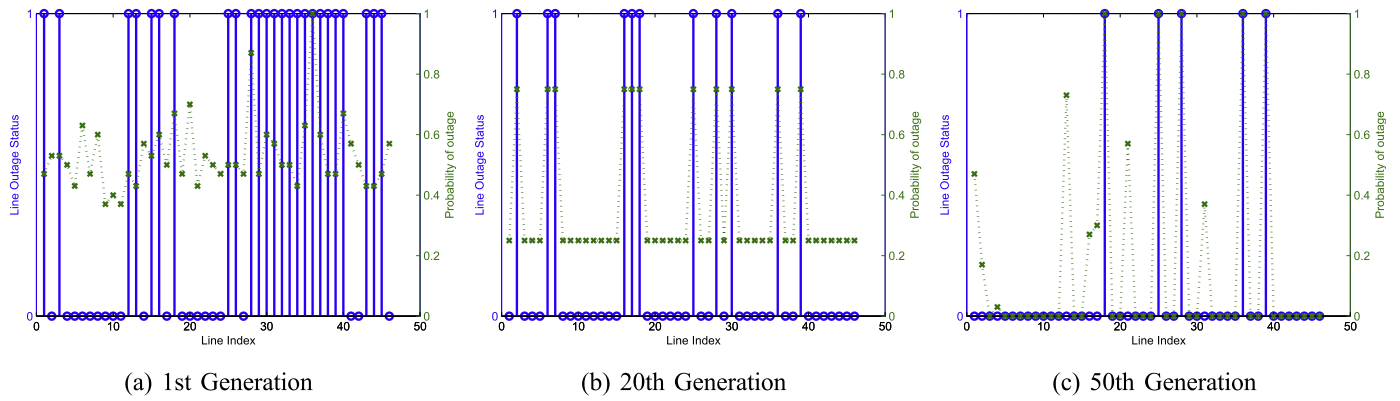 1
0
Line Outage Status
0 10 20 30 40 50
Line Index
1
0.8
0.6
0.4
0.2
0
Probability of outage
(a) 1st Generation
1
0
Line Outage Status
0 10 20 30 40 50
Line Index
1
0.8
0.6
0.4
0.2
0
Probability of outage
(b) 20th Generation
1
0
Line Outage Status
0 10 20 30 40 50
Line Index
1
0.8
0.6
0.4
0.2
0
Probability of outage
(c) 50th Generation